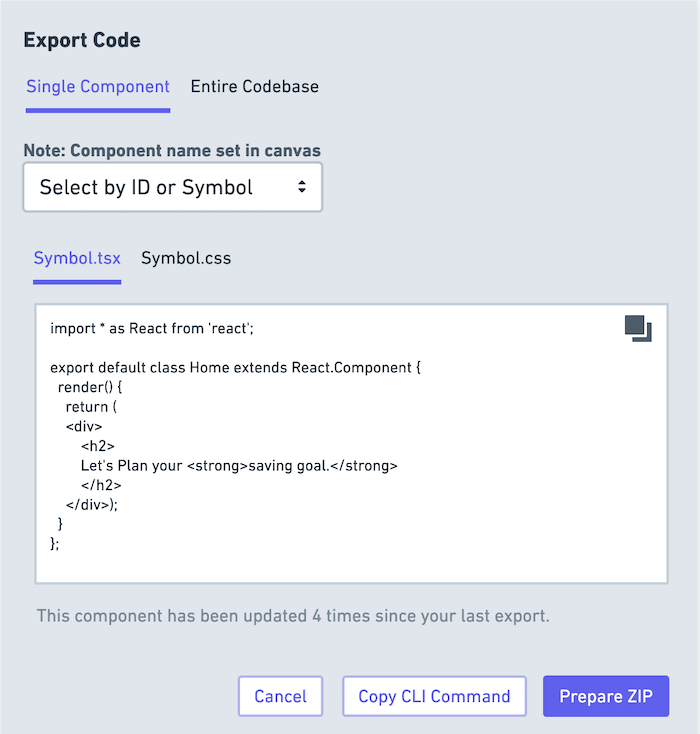 Export Code
Single Component Entire Codebase
Note: Component name set in canvas
Select by ID or Symbol
Symbol.tsx Symbol.css
import * as React from 'react';
export default class Home extends React.Component {
render() {
return (
<div>
<h2>
Let's Plan your <strong>saving goal.</strong>
</h2>
</div>);
}
};
This component has been updated 4 times since your last export.
Cancel Copy CLI Command Prepare ZIP